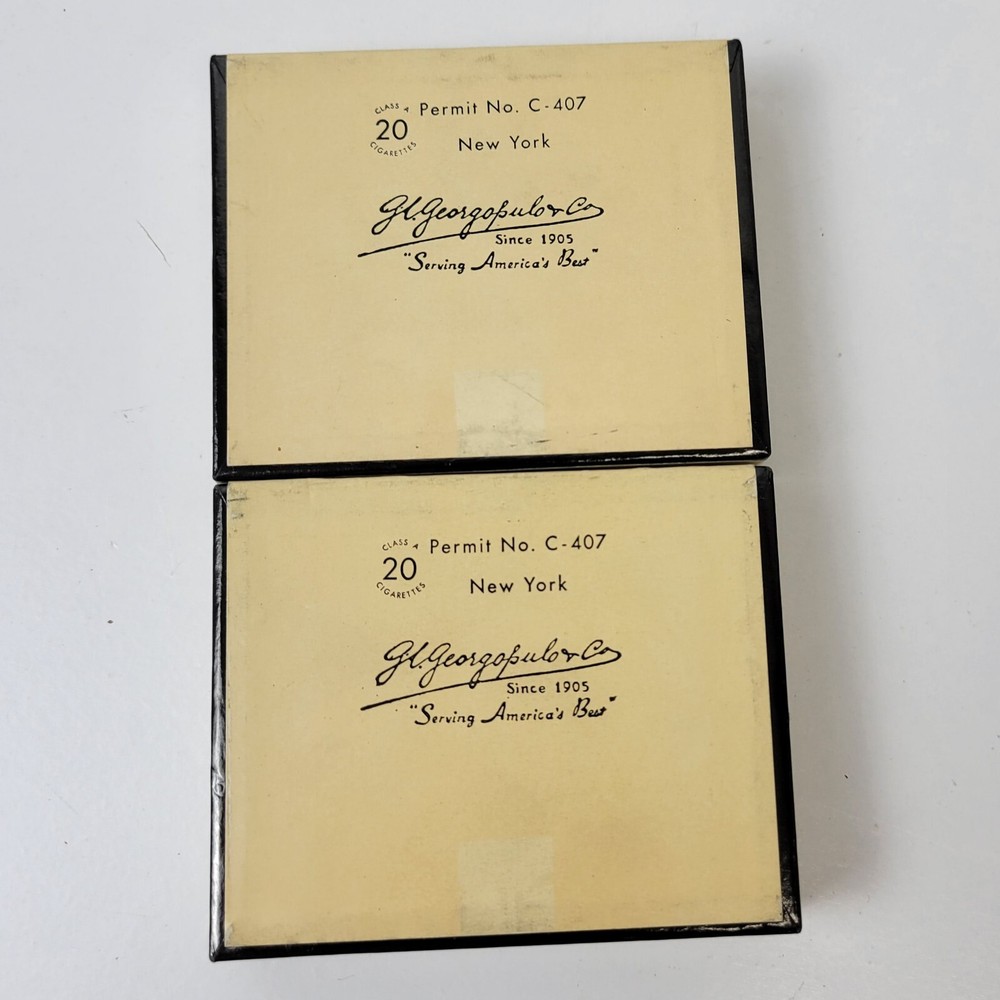 CLASS A
20
CIGARETTES
Permit No. C-407
New York
G.L.Georgopulo & Co
Since 1905
"Serving America's Best"
CLASS A
20
CIGARETTES
Permit No. C-407
New York
G.L.Georgopulo & Co
Since 1905
"Serving America's Best"